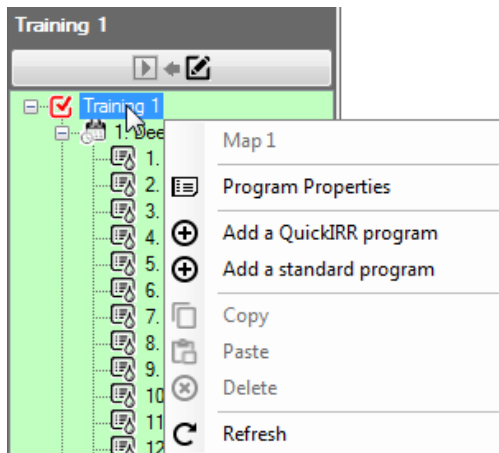 Training 1
Training 1
1. Dee
1.
2.
3.
4.
5.
6.
7.
8.
9.
10
11
12
Map 1
Program Properties
Add a QuickIRR program
Add a standard program
Copy
Paste
Delete
Refresh